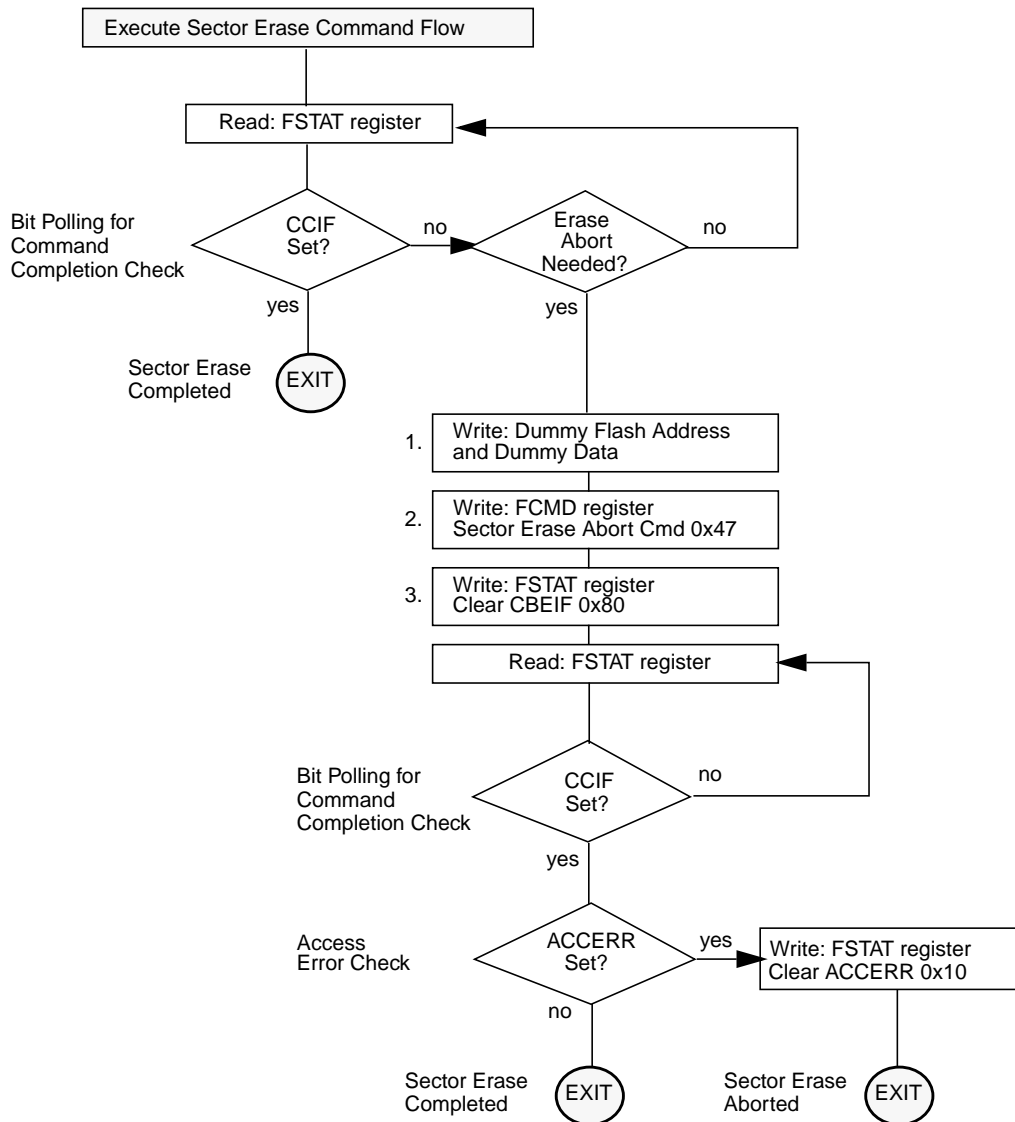 Execute Sector Erase Command Flow
Read: FSTAT register
Bit Polling for
Command
Completion Check
CCIF
Set?
no
Erase
Abort
Needed?
no
yes
yes
Sector Erase
Completed
EXIT
1.
Write: Dummy Flash Address
and Dummy Data
2.
Write: FCMD register
Sector Erase Abort Cmd 0x47
3.
Write: FSTAT register
Clear CBEIF 0x80
Read: FSTAT register
Bit Polling for
Command
Completion Check
CCIF
Set?
no
yes
Access
Error Check
ACCERR
Set?
yes
Write: FSTAT register
Clear ACCERR 0x10
no
Sector Erase
Completed
EXIT
Sector Erase
Aborted
EXIT